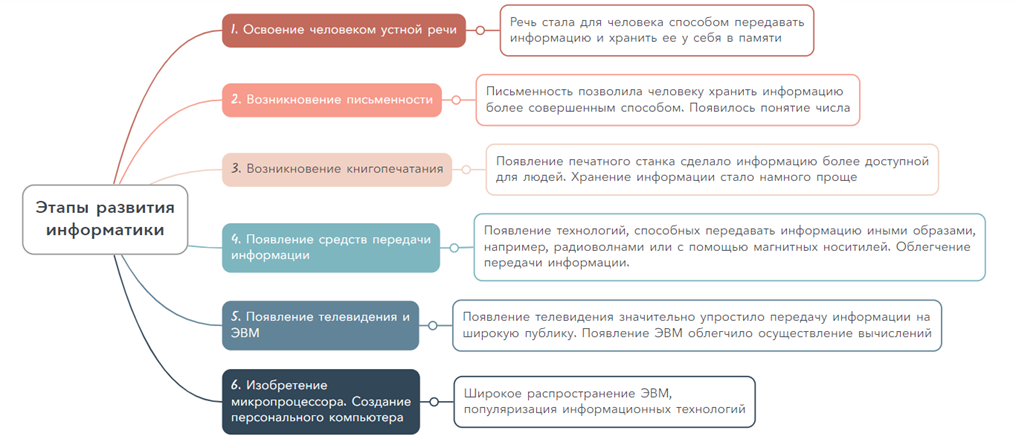 Этапы развития
информатики
1. Освоение человеком устной речи
Речь стала для человека способом передавать
информацию и хранить ее у себя в памяти
2. Возникновение письменности
Письменность позволила человеку хранить информацию
более совершенным способом. Появилось понятие числа
3. Возникновение книгопечатания
Появление печатного станка сделало информацию более доступной
для людей. Хранение информации стало намного проще
4. Появление средств передачи
информации
Появление технологий, способных передавать информацию иными образами,
например, радиоволнами или с помощью магнитных носитилей. Облегчение
передачи информации.
5. Появление телевидения и
ЭВМ
Появление телевидения значительно упростило передачу информации на
широкую публику. Появление ЭВМ облегчило осуществление вычислений
6. Изобретение
микропроцессора. Создание
персонального компьютера
Широкое распространение ЭВМ,
популяризация информационных технологий